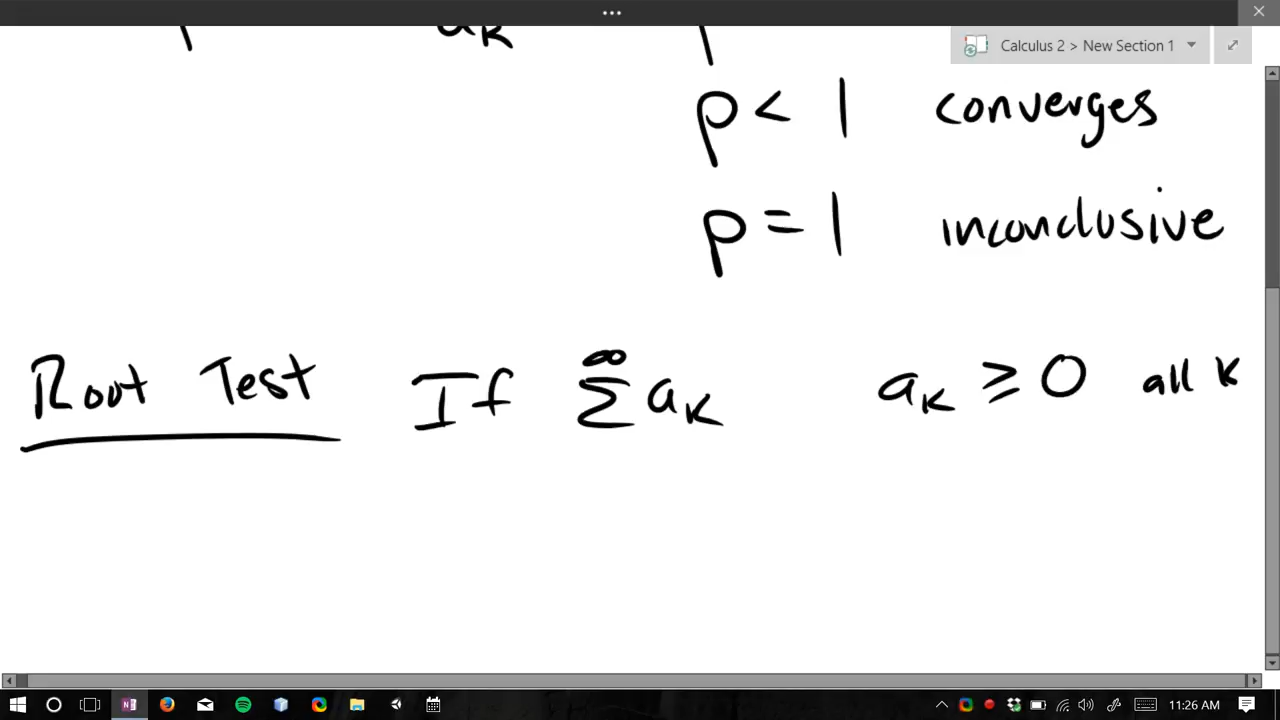 ...
Calculus 2 > New Section 1
a_k p
p < 1 converges
p = 1 inconclusive
Root Test If ∞ Σ a_k a_k ≥ 0 all k
11:26 AM